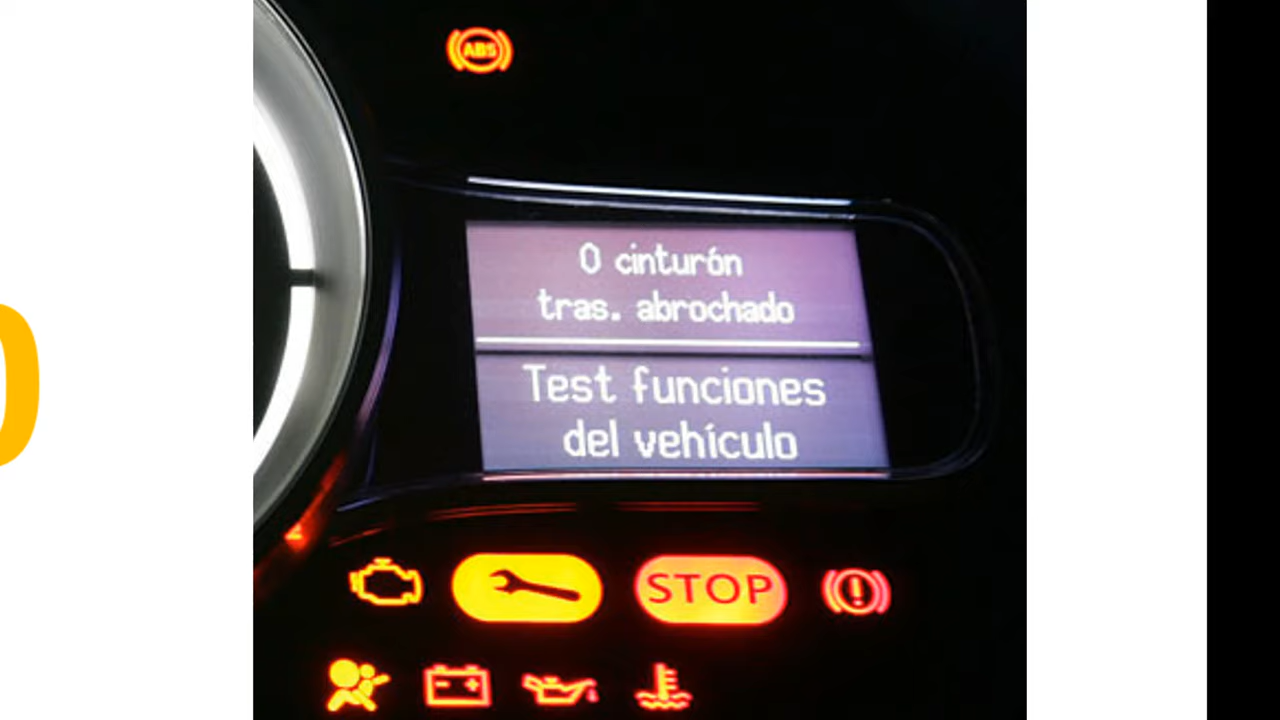 ABS
0 cinturón
tras. abrochado
Test funciones
del vehículo
STOP